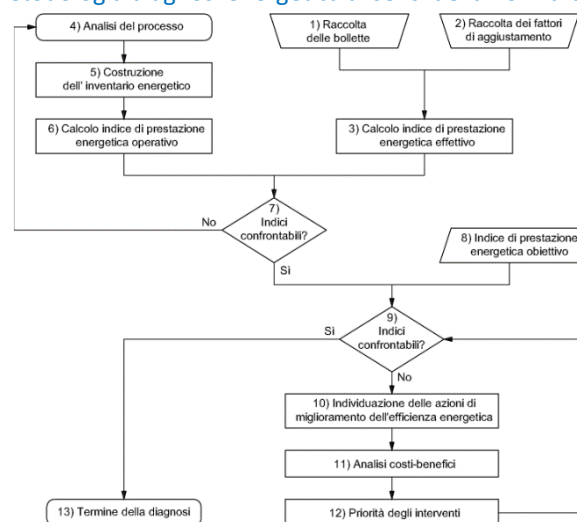 4) Analisi del processo
1) Raccolta
delle bollette
2) Raccolta dei fattori
di aggiustamento
5) Costruzione
dell' inventario energetico
6) Calcolo indice di prestazione
energetica operativo
3) Calcolo indice di prestazione
energetica effettivo
7)
Indici
confrontabili?
No
Sì
8) Indice di prestazione
energetica obiettivo
9)
Indici
confrontabili?
Sì
No
10) Individuazione delle azioni di
miglioramento dell'efficienza energetica
11) Analisi costi-benefici
13) Termine della diagnosi
12) Priorità degli interventi